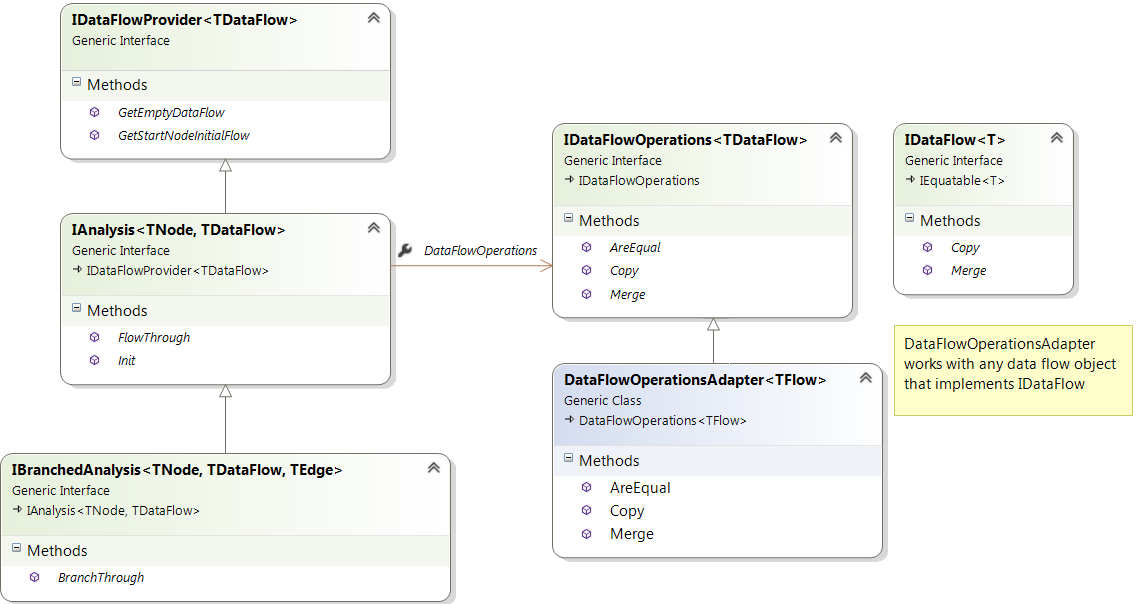 IDataFlowProvider<TDataFlow>
Generic Interface
Methods
GetEmptyDataFlow
GetStartNodeInitialFlow
IAnalysis<TNode, TDataFlow>
Generic Interface
IDataFlowProvider<TDataFlow>
Methods
FlowThrough
Init
IBranchedAnalysis<TNode, TDataFlow, TEdge>
Generic Interface
IAnalysis<TNode, TDataFlow>
Methods
BranchThrough
DataFlowOperations
IDataFlowOperations<TDataFlow>
Generic Interface
IDataFlowOperations
Methods
AreEqual
Copy
Merge
DataFlowOperationsAdapter<TFlow>
Generic Class
DataFlowOperations<TFlow>
Methods
AreEqual
Copy
Merge
IDataFlow<T>
Generic Interface
IEquatable<T>
Methods
Copy
Merge
DataFlowOperationsAdapter
works with any data flow object
that implements IDataFlow